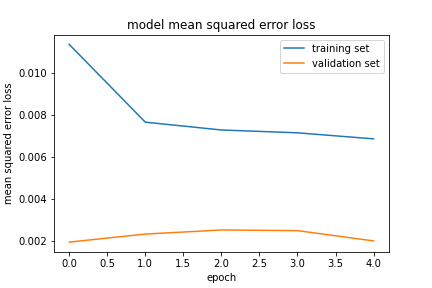 model mean squared error loss
training set
validation set
mean squared error loss
0.010
0.008
0.006
0.004
0.002
0.0 0.5 1.0 1.5 2.0 2.5 3.0 3.5 4.0
epoch